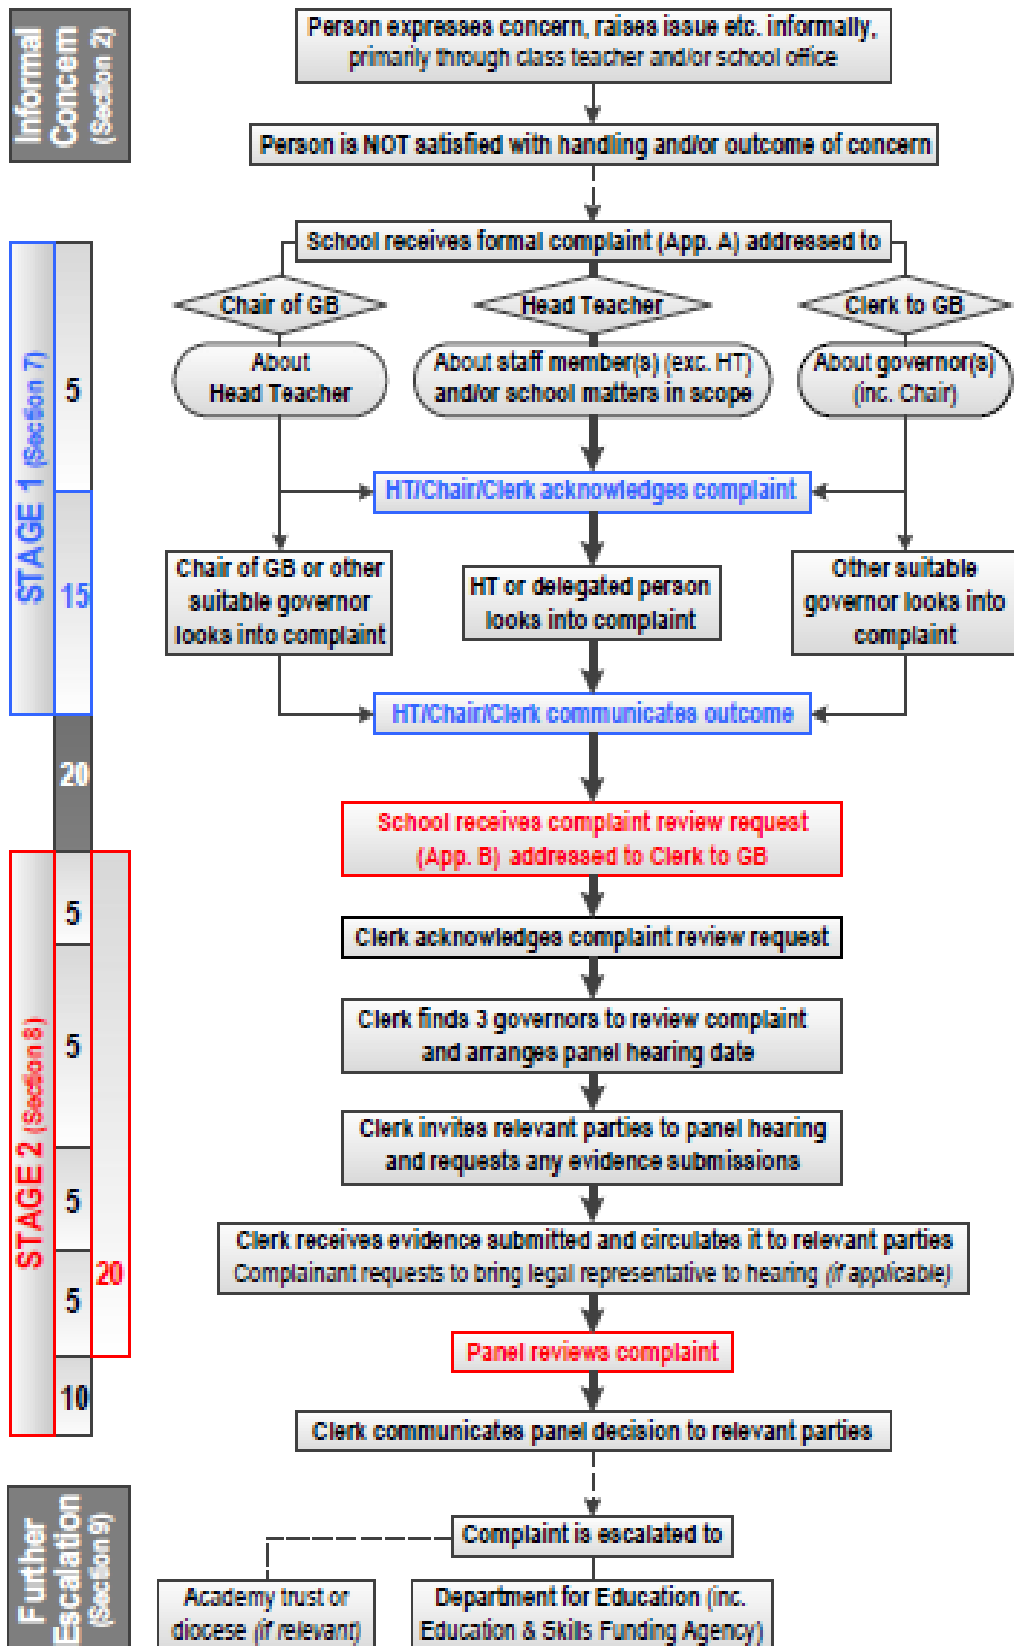 Informal
Concern
(Section 2)
Person expresses concern, raises issue etc. informally,
primarily through class teacher and/or school office
Person is NOT satisfied with handling and/or outcome of concern
STAGE 1 (Section 7)
5
15
School receives formal complaint (App. A) addressed to
Chair of GB
Head Teacher
Clerk to GB
About
Head Teacher
About staff member(s) (exc. HT)
and/or school matters in scope
About governor(s)
(inc. Chair)
HT/Chair/Clerk acknowledges complaint
Chair of GB or other
suitable governor
looks into complaint
HT or delegated person
looks into complaint
Other suitable
governor looks into
complaint
HT/Chair/Clerk communicates outcome
20
School receives complaint review request
(App. B) addressed to Clerk to GB
STAGE 2 (Section 8)
5
5
5
5
20
10
Clerk acknowledges complaint review request
Clerk finds 3 governors to review complaint
and arranges panel hearing date
Clerk invites relevant parties to panel hearing
and requests any evidence submissions
Clerk receives evidence submitted and circulates it to relevant parties
Complainant requests to bring legal representative to hearing (if applicable)
Panel reviews complaint
Clerk communicates panel decision to relevant parties
Further
Escalation
(Section 9)
Complaint is escalated to
Academy trust or
diocese (if relevant)
Department for Education (inc.
Education & Skills Funding Agency)